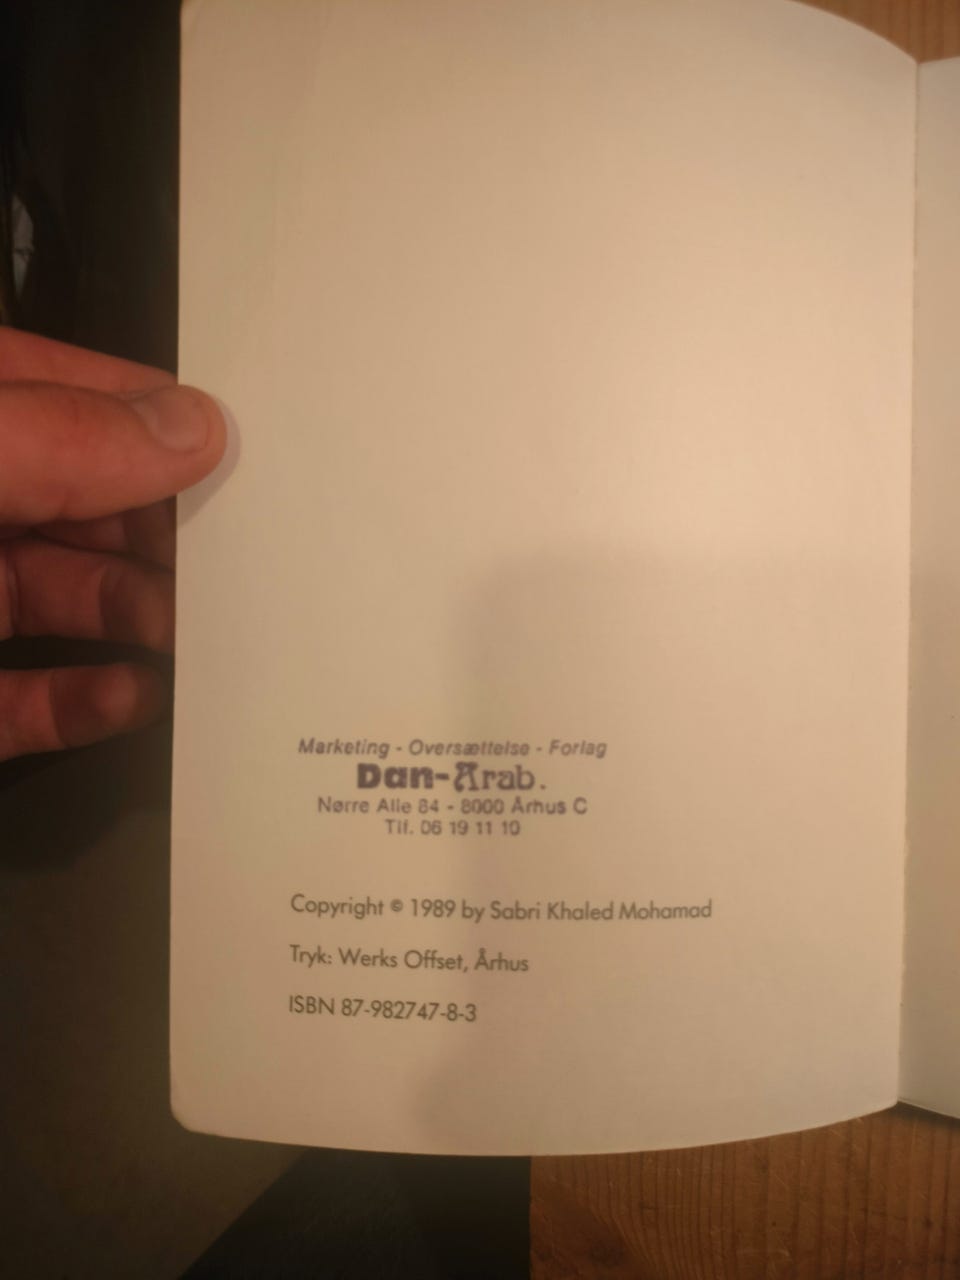 Marketing - Oversættelse - Forlag
Dan-Arab.
Nørre Alle 84 - 8000 Århus C
Tlf. 06 19 11 10
Copyright © 1989 by Sabri Khaled Mohamad
Tryk: Werks Offset, Århus
ISBN 87-982747-8-3